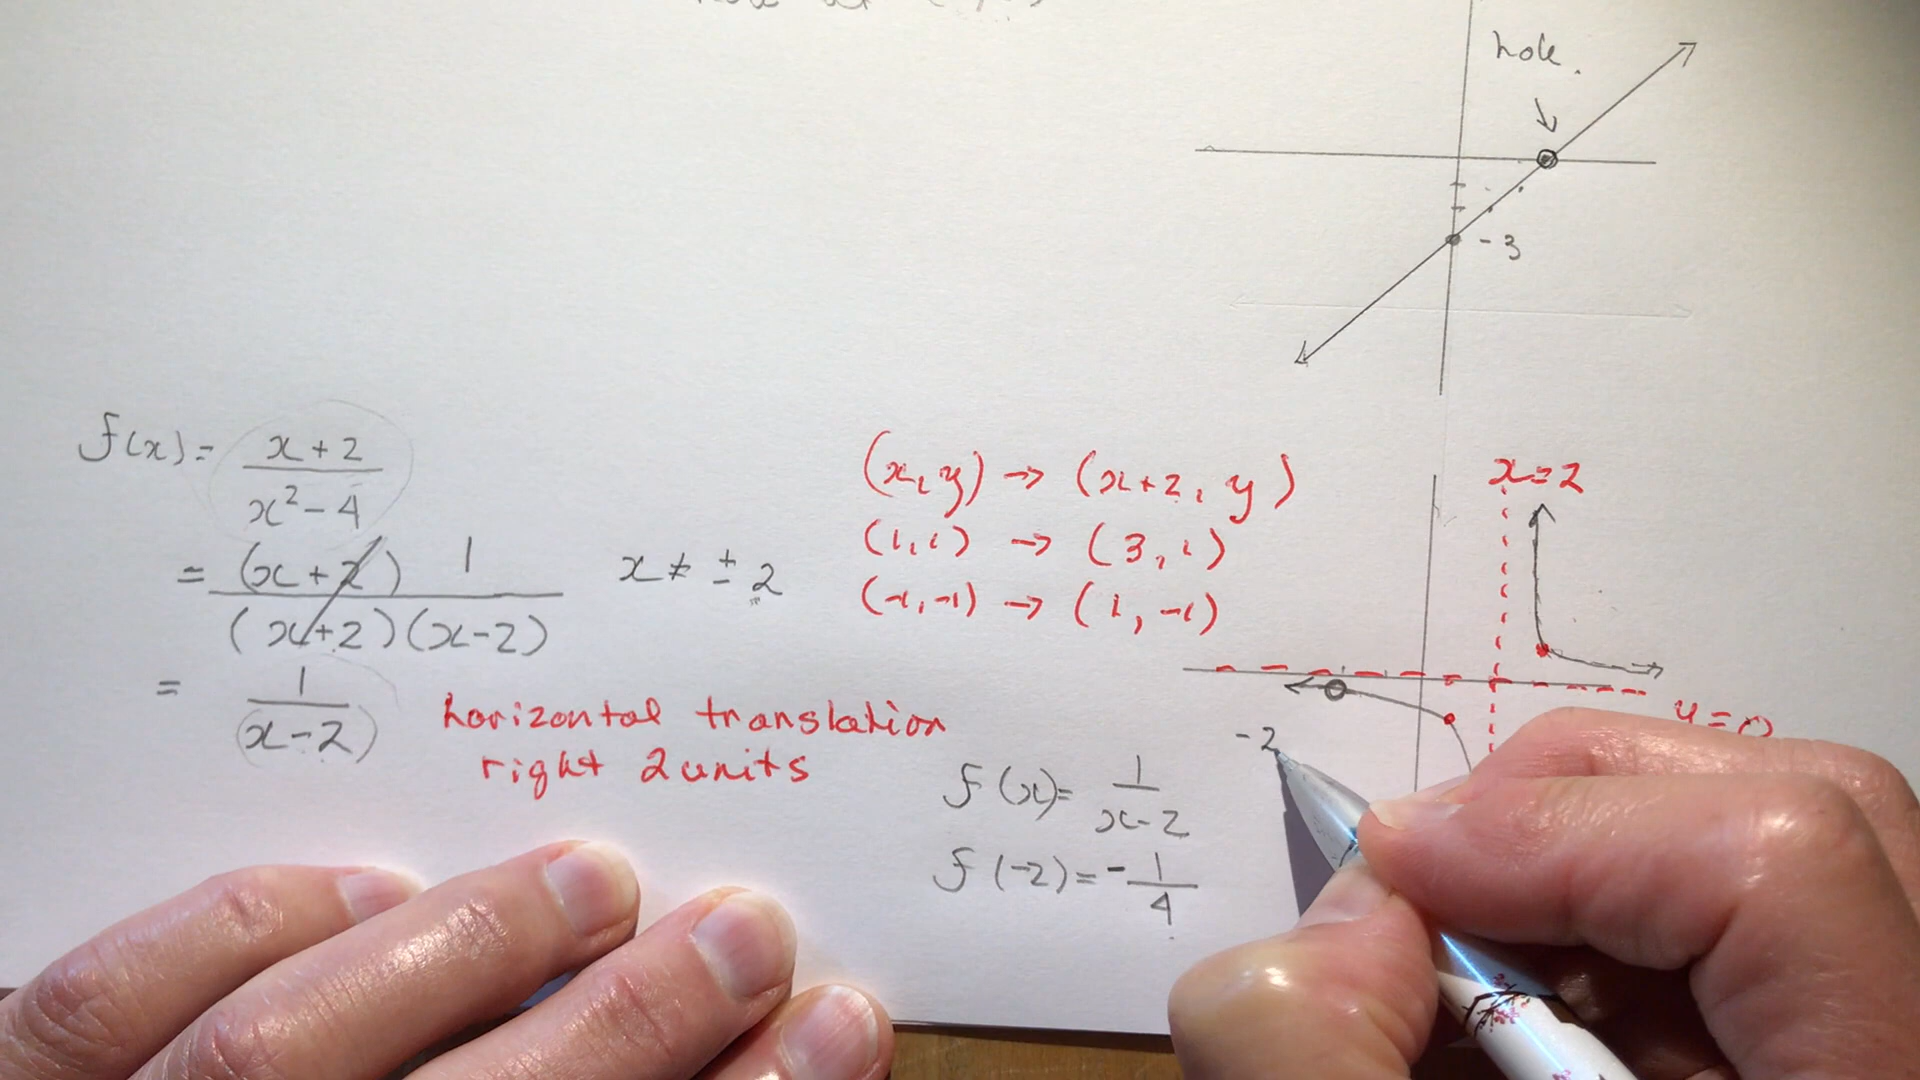 hole.
-3
f(x) = x+2 / x²-4
= (x+2) 1 / (x+2)(x-2)
x ≠ ± 2
= 1 / x-2
horizontal translation
right 2 units
(x, y) → (x+2, y)
(1, 1) → (3, 1)
(-1, -1) → (1, -1)
x=2
y=0
-2
f(x) = 1 / x-2
f(-2) = - 1 / 4